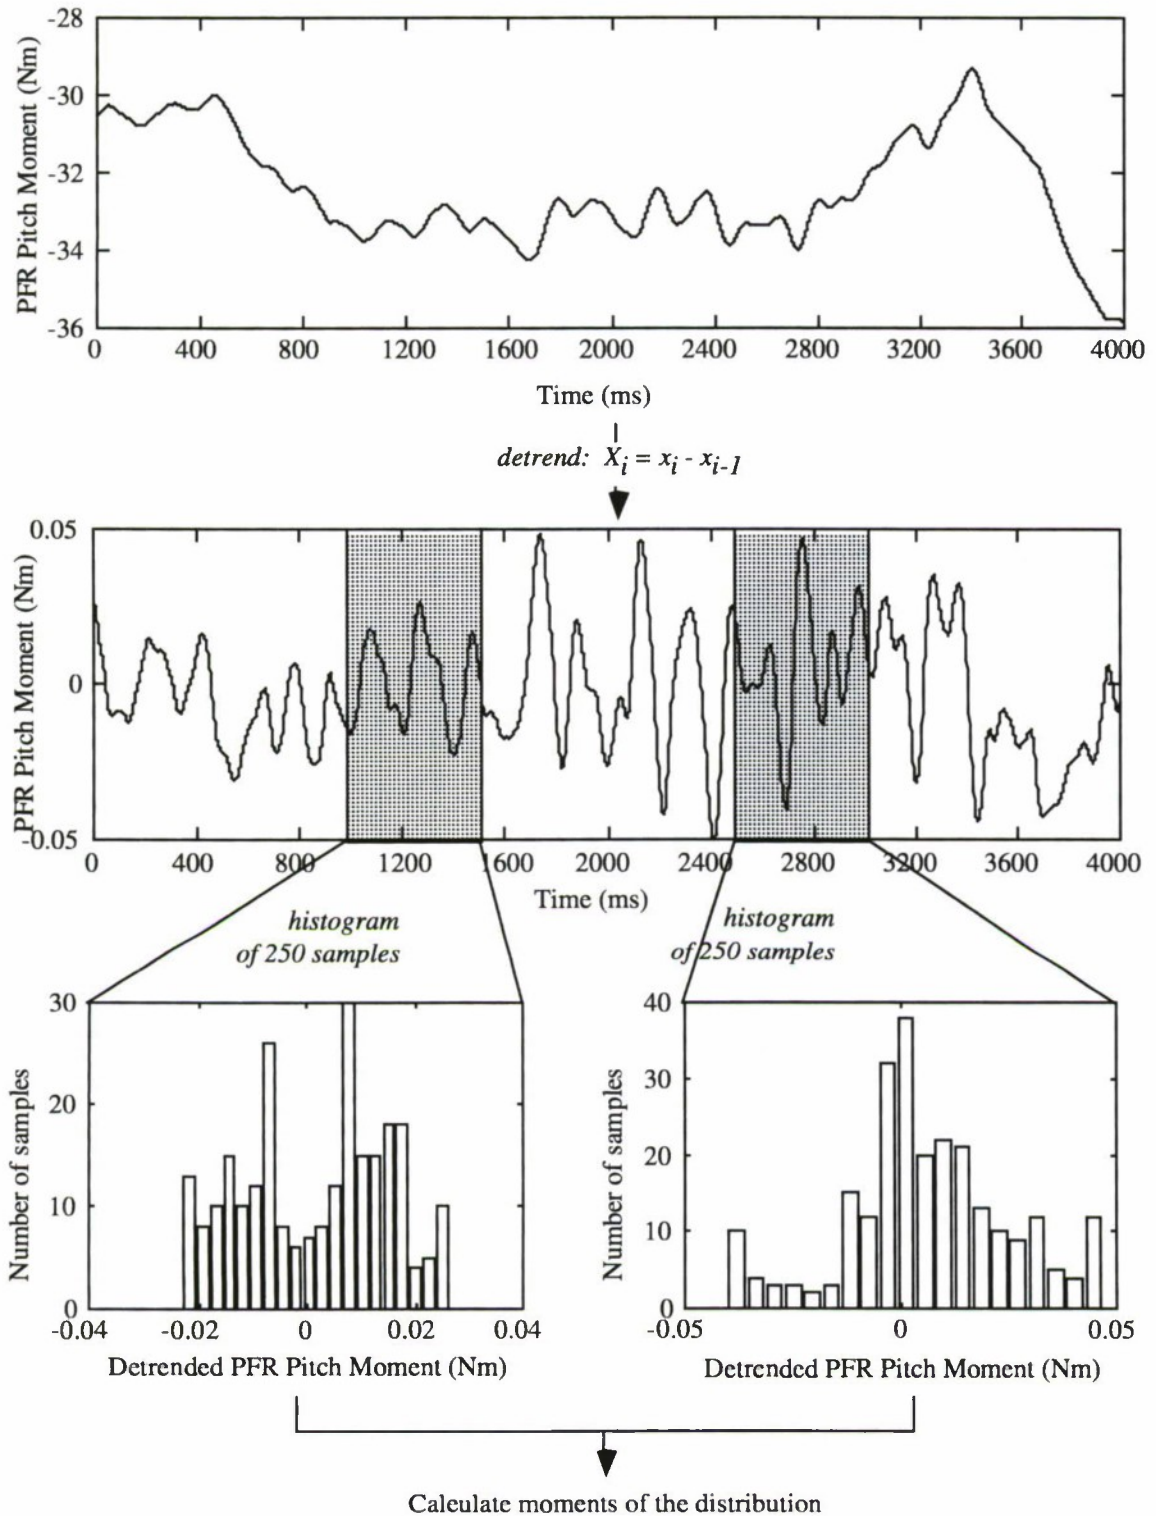 -28
-30
-32
-34
-36
PFR Pitch Moment (Nm)
0 400 800 1200 1600 2000 2400 2800 3200 3600 4000
Time (ms)
detrend: Xi = xi - xi-1
0.05
0
-0.05
PFR Pitch Moment (Nm)
0 400 800 1200 1600 2000 2400 2800 3200 3600 4000
Time (ms)
histogram
of 250 samples
histogram
of 250 samples
30
20
10
0
Number of samples
-0.04 -0.02 0 0.02 0.04
Detrended PFR Pitch Moment (Nm)
40
30
20
10
0
Number of samples
-0.05 0 0.05
Detrended PFR Pitch Moment (Nm)
Calculate moments of the distribution